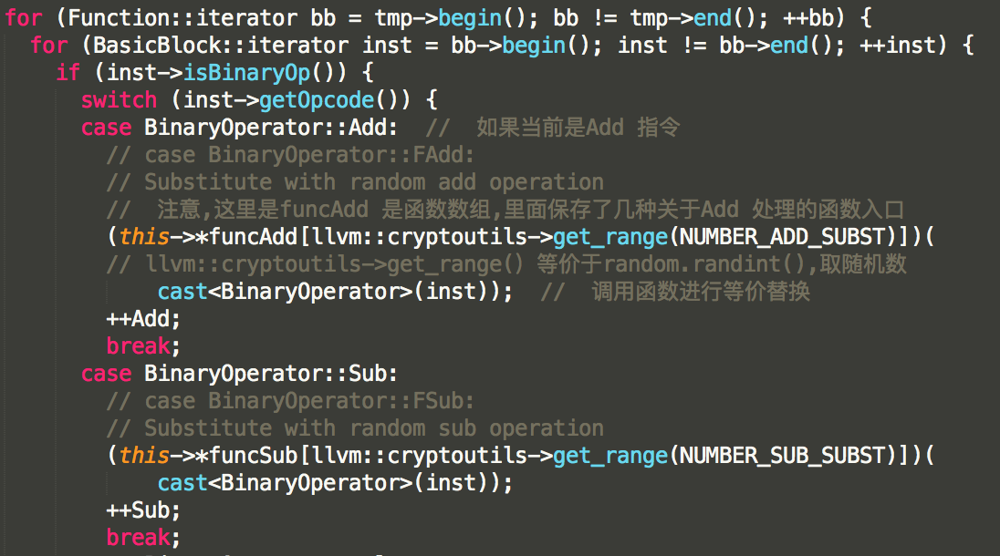 for (Function::iterator bb = tmp->begin(); bb != tmp->end(); ++bb) {
for (BasicBlock::iterator inst = bb->begin(); inst != bb->end(); ++inst) {
if (inst->isBinaryOp()) {
switch (inst->getOpcode()) {
case BinaryOperator::Add:  //  如果当前是Add 指令
// case BinaryOperator::FAdd:
// Substitute with random add operation
//  注意,这里是funcAdd 是函数数组,里面保存了几种关于Add 处理的函数入口
(this->*funcAdd[llvm::cryptoutils->get_range(NUMBER_ADD_SUBST)])(
// llvm::cryptoutils->get_range() 等价于random.randint(),取随机数
cast<BinaryOperator>(inst));  //  调用函数进行等价替换
++Add;
break;
case BinaryOperator::Sub:
// case BinaryOperator::FSub:
// Substitute with random sub operation
(this->*funcSub[llvm::cryptoutils->get_range(NUMBER_SUB_SUBST)])(
cast<BinaryOperator>(inst));
++Sub;
break;